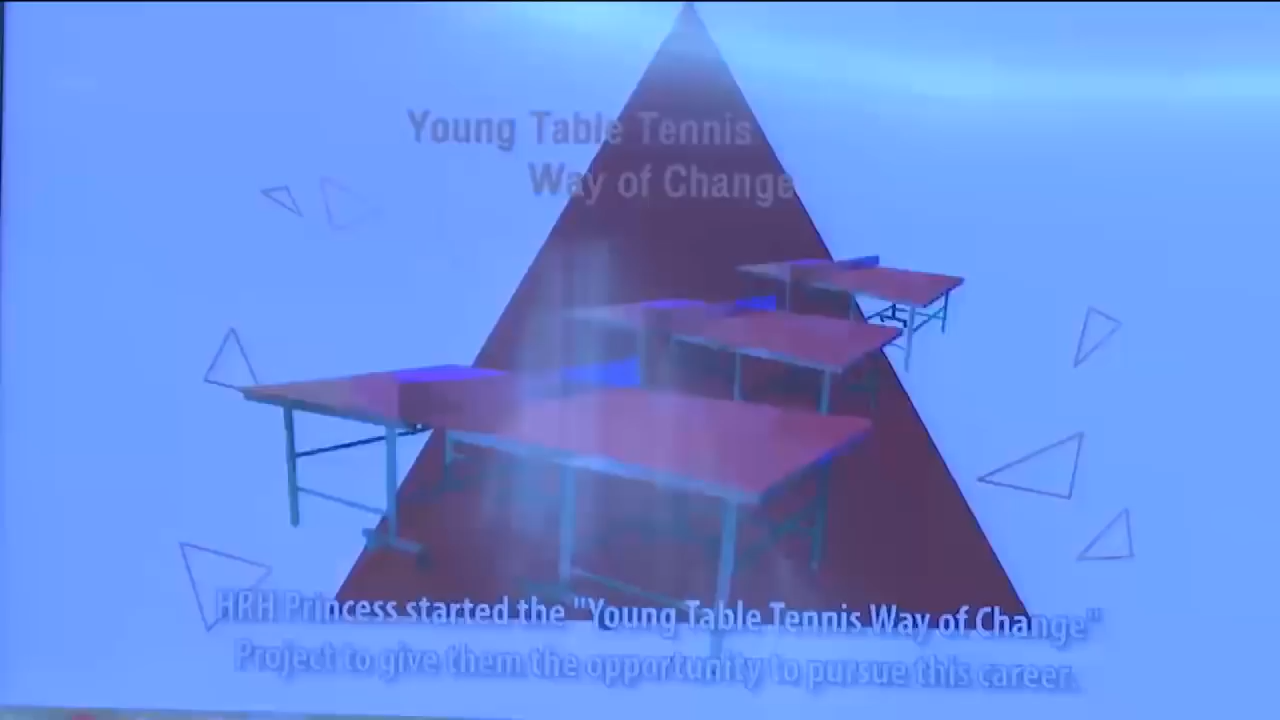 Young Table Tennis
Way of Change
HRH Princess started the "Young Table Tennis Way of Change"
Project to give them the opportunity to pursue this career.